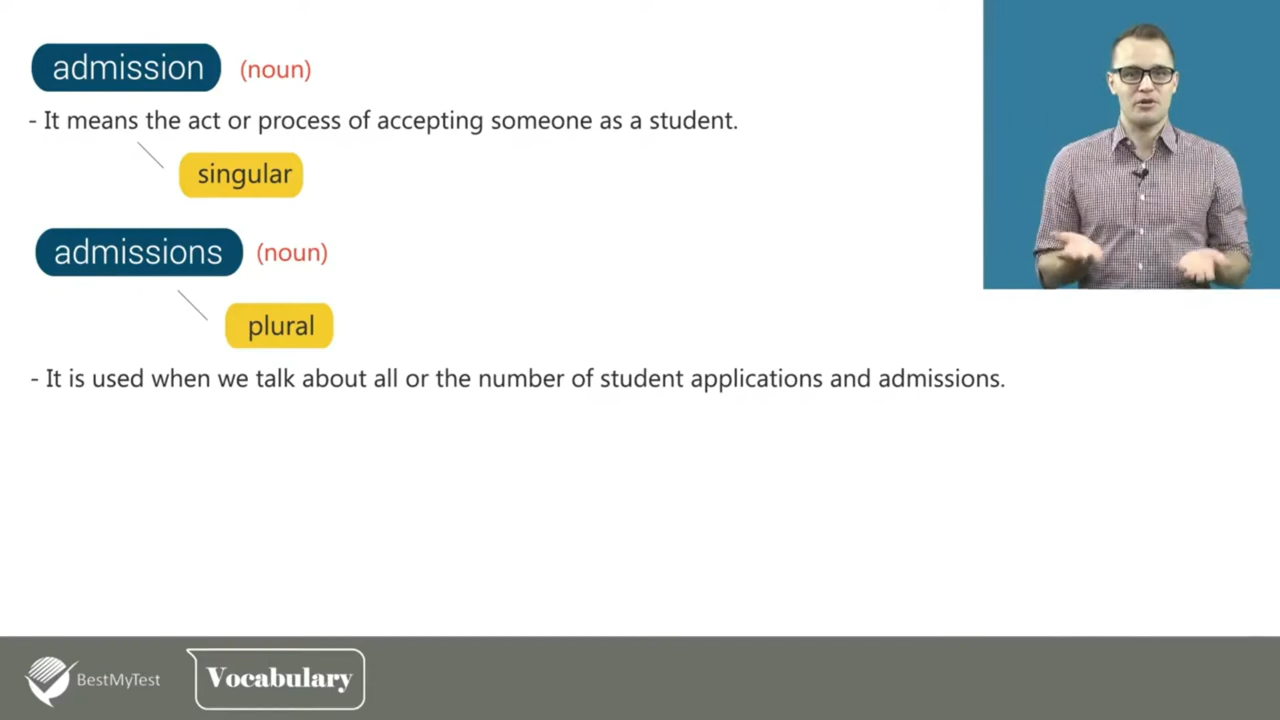 admission (noun)
- It means the act or process of accepting someone as a student.
singular
admissions (noun)
plural
- It is used when we talk about all or the number of student applications and admissions.
BestMyTest Vocabulary